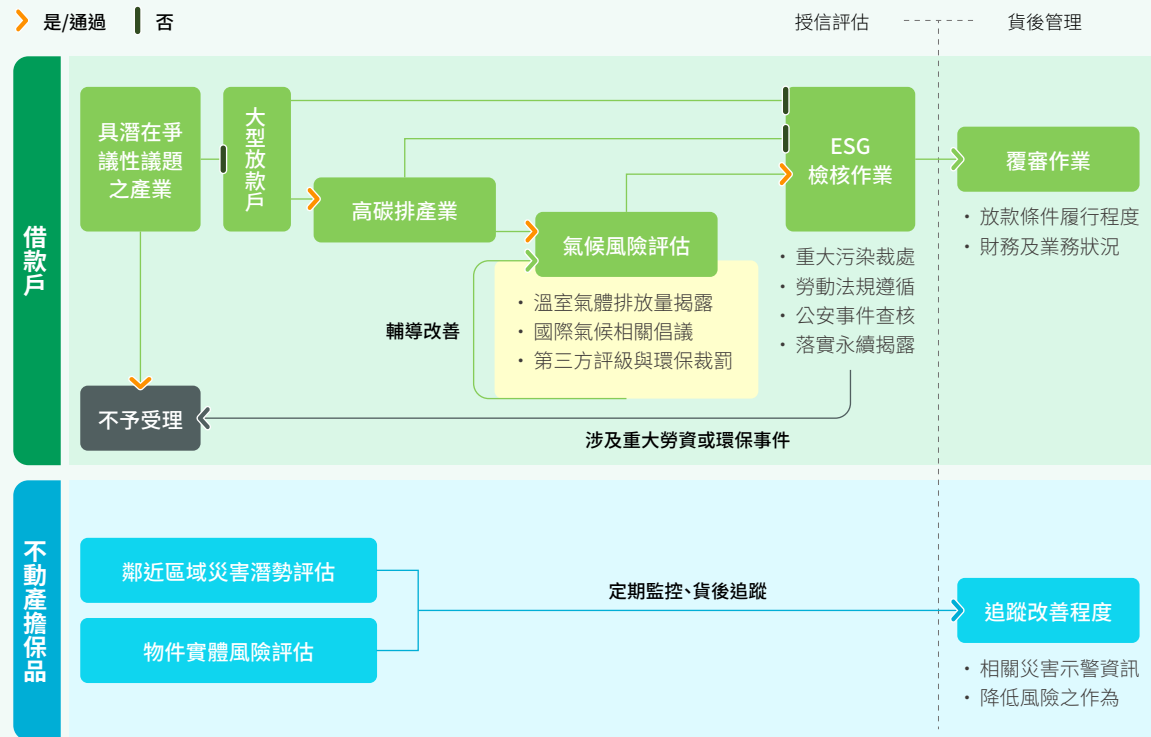 是/通過
否
授信評估
貨後管理
借款戶
具潛在爭
議性議題
之產業
大型放款戶
高碳排產業
氣候風險評估
・溫室氣體排放量揭露
・國際氣候相關倡議
・第三方評級與環保裁罰
輔導改善
ESG
檢核作業
・重大污染裁處
・勞動法規遵循
・公安事件查核
・落實永續揭露
覆審作業
・放款條件履行程度
・財務及業務狀況
不予受理
涉及重大勞資或環保事件
不動產擔保品
鄰近區域災害潛勢評估
物件實體風險評估
定期監控、貨後追蹤
追蹤改善程度
・相關災害示警資訊
・降低風險之作為